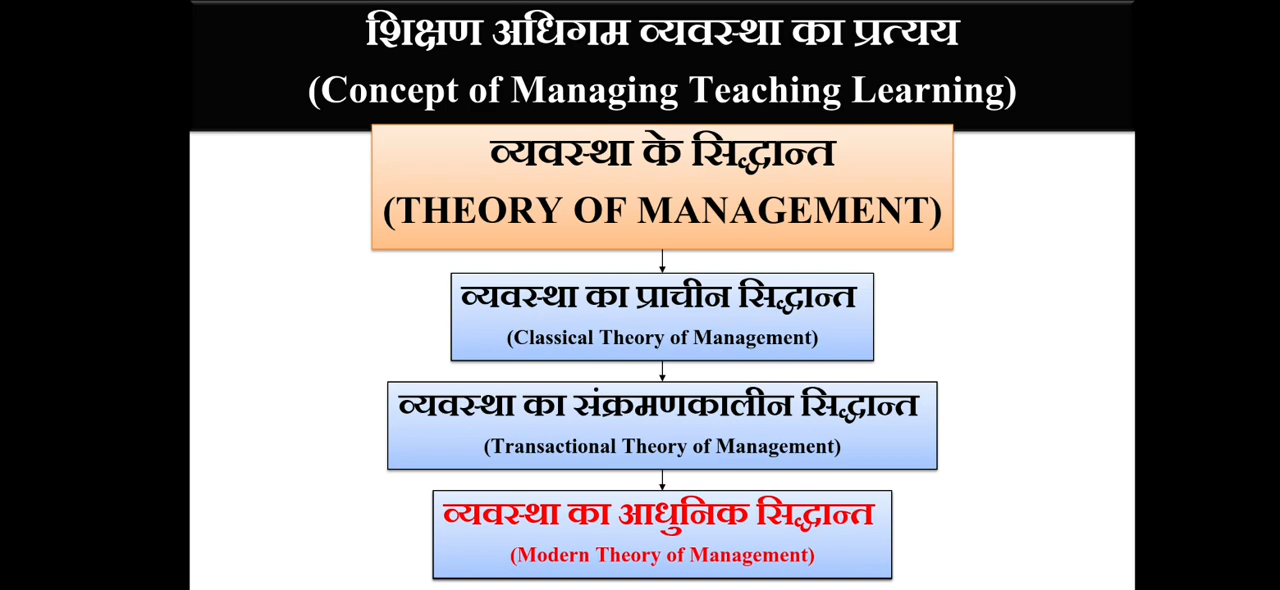 शिक्षण अधिगम व्यवस्था का प्रत्यय
(Concept of Managing Teaching Learning)
व्यवस्था के सिद्धान्त
(THEORY OF MANAGEMENT)
व्यवस्था का प्राचीन सिद्धान्त
(Classical Theory of Management)
व्यवस्था का संक्रमणकालीन सिद्धान्त
(Transactional Theory of Management)
व्यवस्था का आधुनिक सिद्धान्त
(Modern Theory of Management)